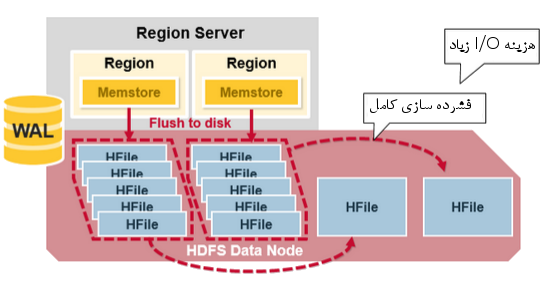 Region Server
هزینه I/O زیاد
Region
Region
Memstore
Memstore
فشرده سازی کامل
Flush to disk
WAL
HFile
HFile
HFile
HFile
HFile
HFile
HFile
HFile
HFile
HFile
HFile
HFile
HDFS Data Node